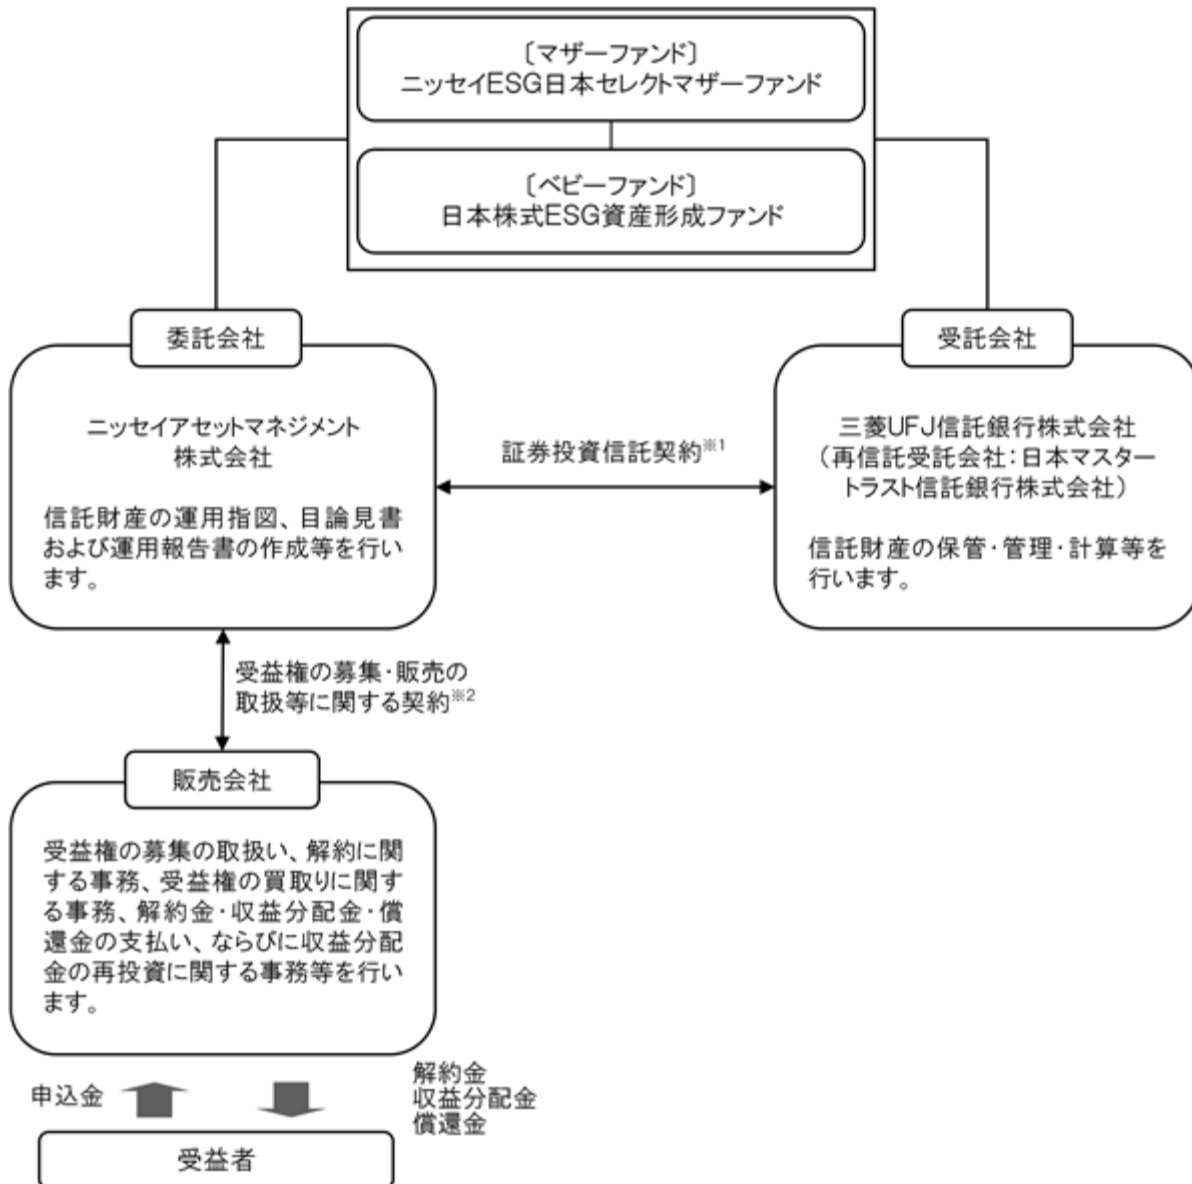 〔マザーファンド〕
ニッセイESG日本セレクトマザーファンド
〔ベビーファンド〕
日本株式ESG資産形成ファンド
委託会社
ニッセイアセットマネジメント
株式会社
信託財産の運用指図、目論見書
および運用報告書の作成等を行い
ます。
証券投資信託契約※1
受託会社
三菱UFJ信託銀行株式会社
（再信託受託会社：日本マスター
トラスト信託銀行株式会社）
信託財産の保管・管理・計算等を
行います。
受益権の募集・販売の
取扱等に関する契約※2
販売会社
受益権の募集の取扱い、解約に関
する事務、受益権の買取りに関す
る事務、解約金・収益分配金・償
還金の支払い、ならびに収益分配
金の再投資に関する事務等を行い
ます。
申込金
解約金
収益分配金
償還金
受益者